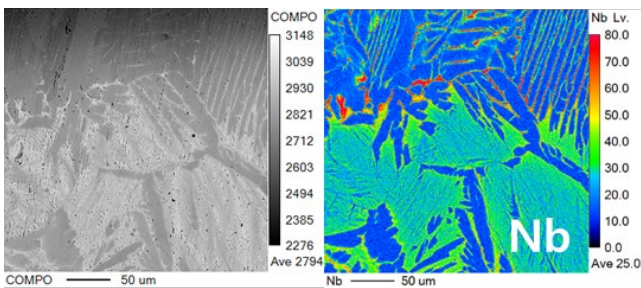 COMPO
3148
3039
2930
2821
2712
2603
2494
2385
2276
Ave 2794
COMPO 50 um
Nb Lv.
80.0
70.0
60.0
50.0
40.0
30.0
20.0
10.0
0.0
Ave 25.0
Nb
Nb 50 um